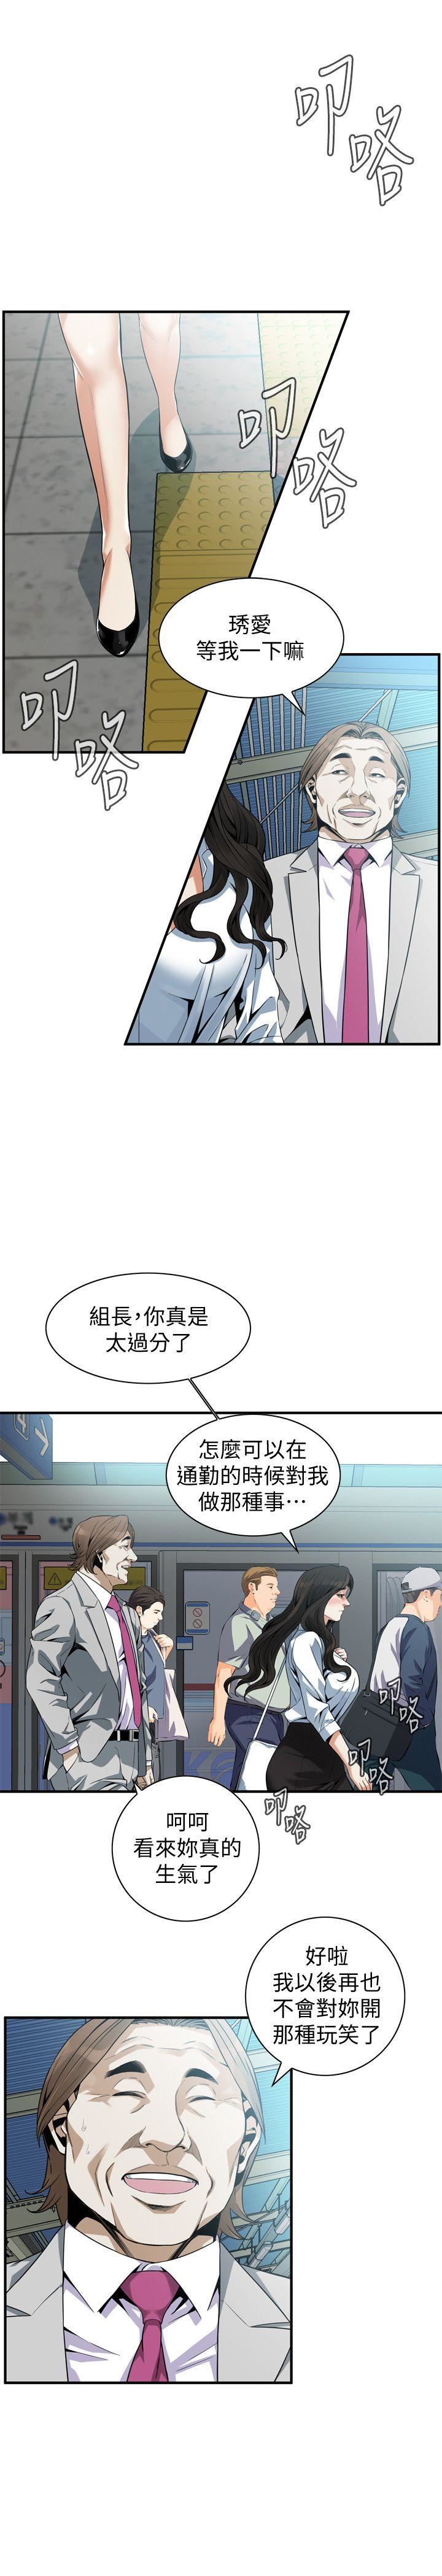 叩
咯
叩
咯
琇愛
等我一下嘛
叩
咯
組長,你真是
太過分了
怎麼可以在
通勤的時候對我
做那種事…
叩咯
叩咯
叩咯
呵呵
看來妳真的
生氣了
好啦
我以後再也
不會對妳開
那種玩笑了